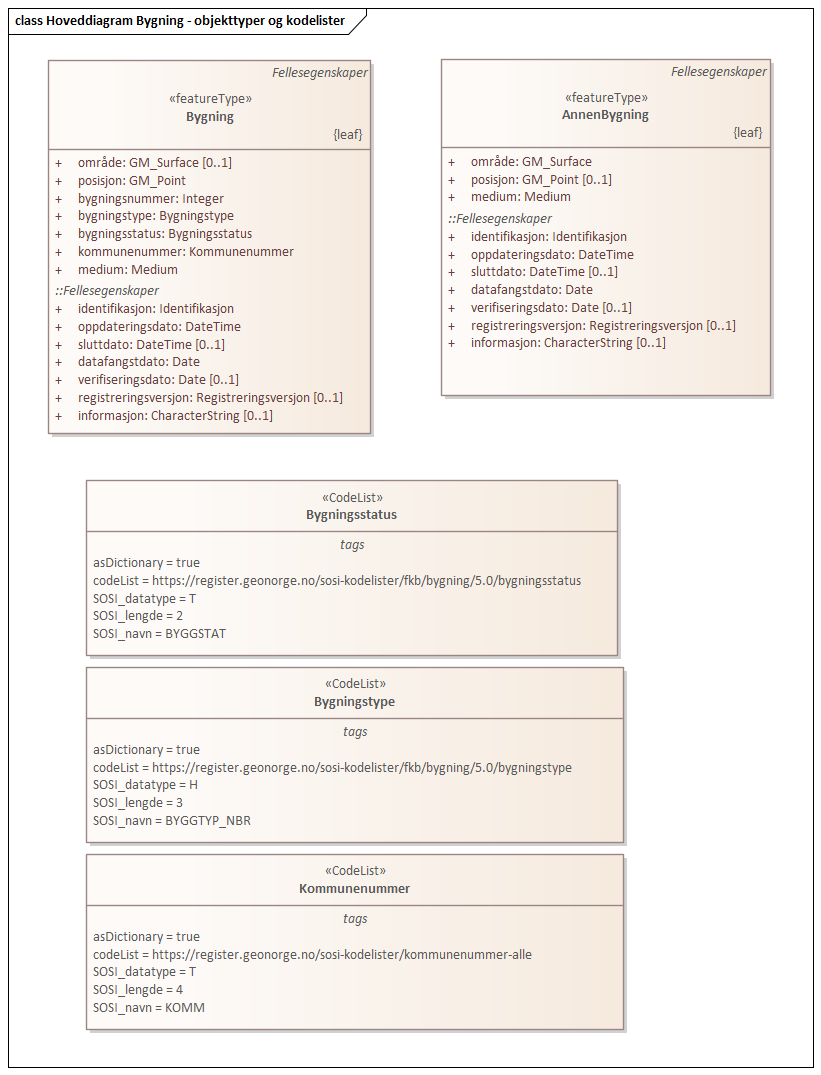 class Hoveddiagram Bygning - objekttyper og kodelister
Fellesegenskaper
«featureType»
Bygning
{leaf}
+ område: GM_Surface [0..1]
+ posisjon: GM_Point
+ bygningsnummer: Integer
+ bygningstype: Bygningstype
+ bygningsstatus: Bygningsstatus
+ kommunenummer: Kommunenummer
+ medium: Medium
::Fellesegenskaper
+ identifikasjon: Identifikasjon
+ oppdateringsdato: DateTime
+ sluttdato: DateTime [0..1]
+ datafangstdato: Date
+ verifiseringsdato: Date [0..1]
+ registreringsversjon: Registreringsversjon [0..1]
+ informasjon: CharacterString [0..1]
Fellesegenskaper
«featureType»
AnnenBygning
{leaf}
+ område: GM_Surface
+ posisjon: GM_Point [0..1]
+ medium: Medium
::Fellesegenskaper
+ identifikasjon: Identifikasjon
+ oppdateringsdato: DateTime
+ sluttdato: DateTime [0..1]
+ datafangstdato: Date
+ verifiseringsdato: Date [0..1]
+ registreringsversjon: Registreringsversjon [0..1]
+ informasjon: CharacterString [0..1]
«CodeList»
Bygningsstatus
tags
asDictionary = true
codeList = https://register.geonorge.no/sosi-kodelister/fkb/bygning/5.0/bygningsstatus
SOSI_datatype = T
SOSI_lengde = 2
SOSI_navn = BYGGSTAT
«CodeList»
Bygningstype
tags
asDictionary = true
codeList = https://register.geonorge.no/sosi-kodelister/fkb/bygning/5.0/bygningstype
SOSI_datatype = H
SOSI_lengde = 3
SOSI_navn = BYGGTYP_NBR
«CodeList»
Kommunenummer
tags
asDictionary = true
codeList = https://register.geonorge.no/sosi-kodelister/kommunenummer-alle
SOSI_datatype = T
SOSI_lengde = 4
SOSI_navn = KOMM